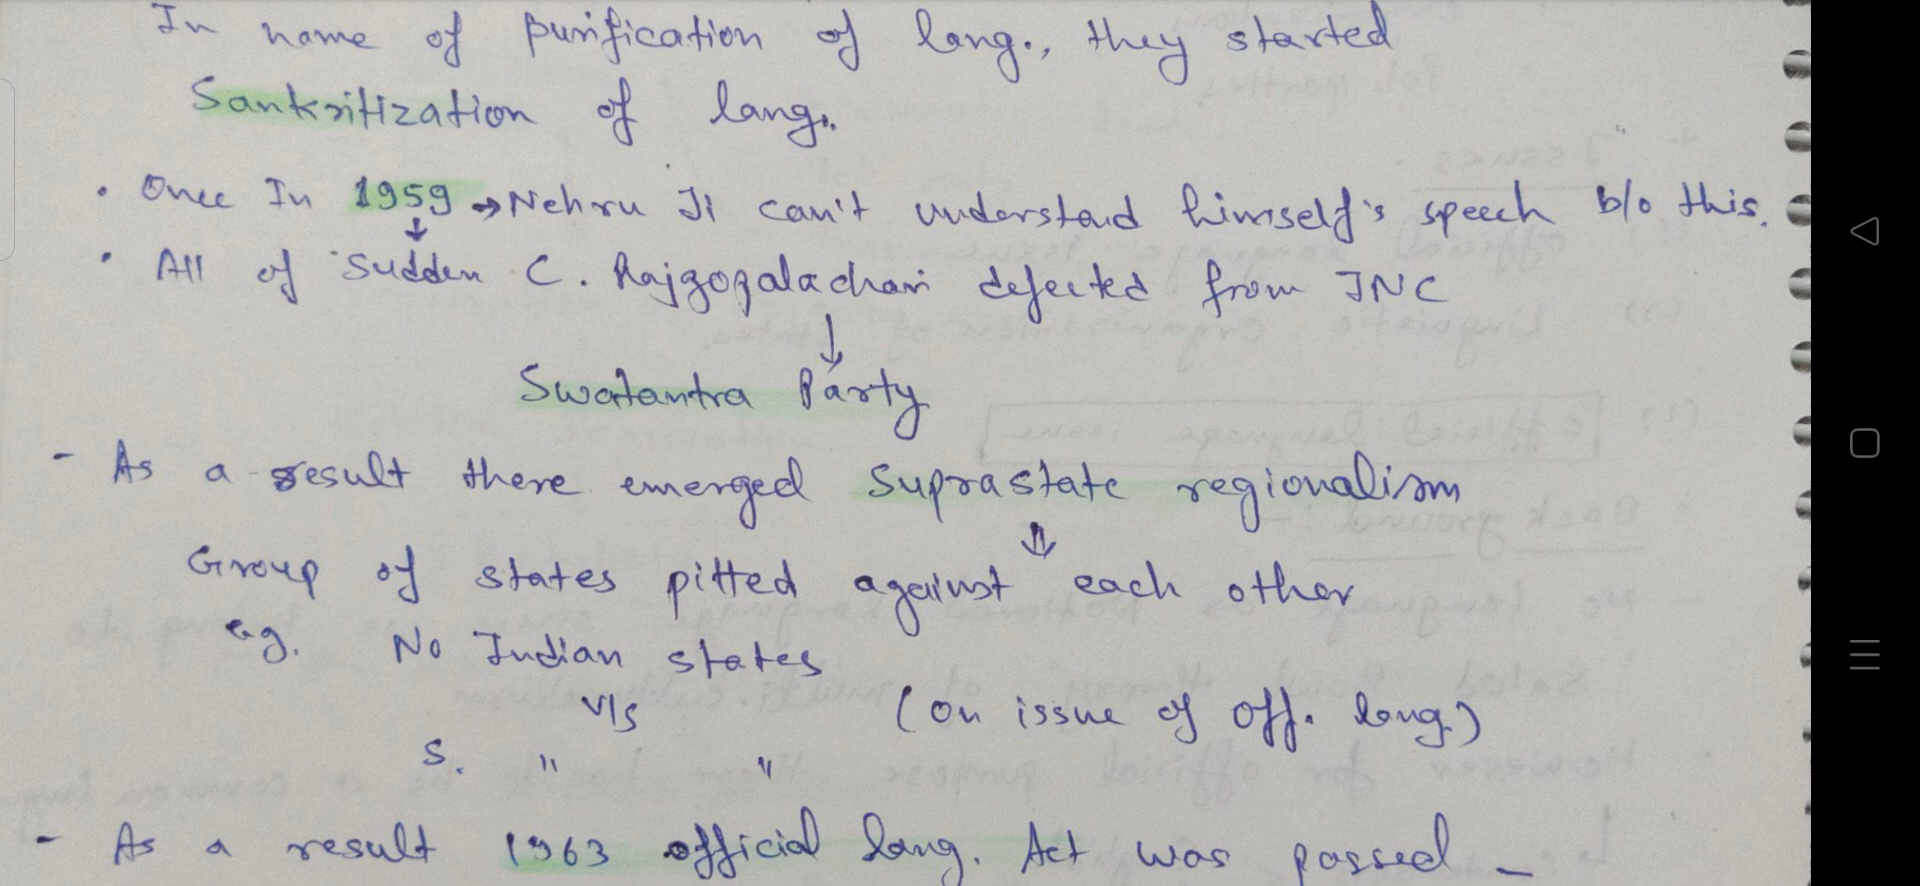 In name of purification of lang., they started
Sankritization of lang.
• Once In 1959 → Nehru Ji can't understand himself's speech b/o this.
↓
• All of sudden C. Rajgopalachari defected from INC
↓
Swatantra Party
- As a result there emerged suprastate regionalism
⇓
Group of states pitted against each other
eg. No Indian states
v/s (on issue of off. lang)
S. " "
- As a result 1963 official lang. Act was passed -